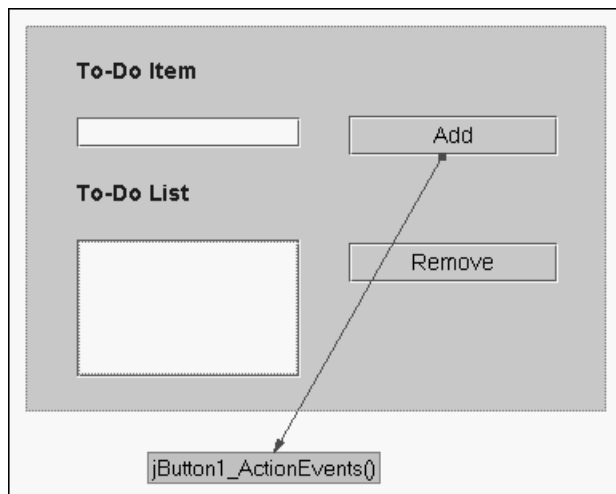 To-Do Item
Add
To-Do List
Remove
jButton1_ActionEvents()